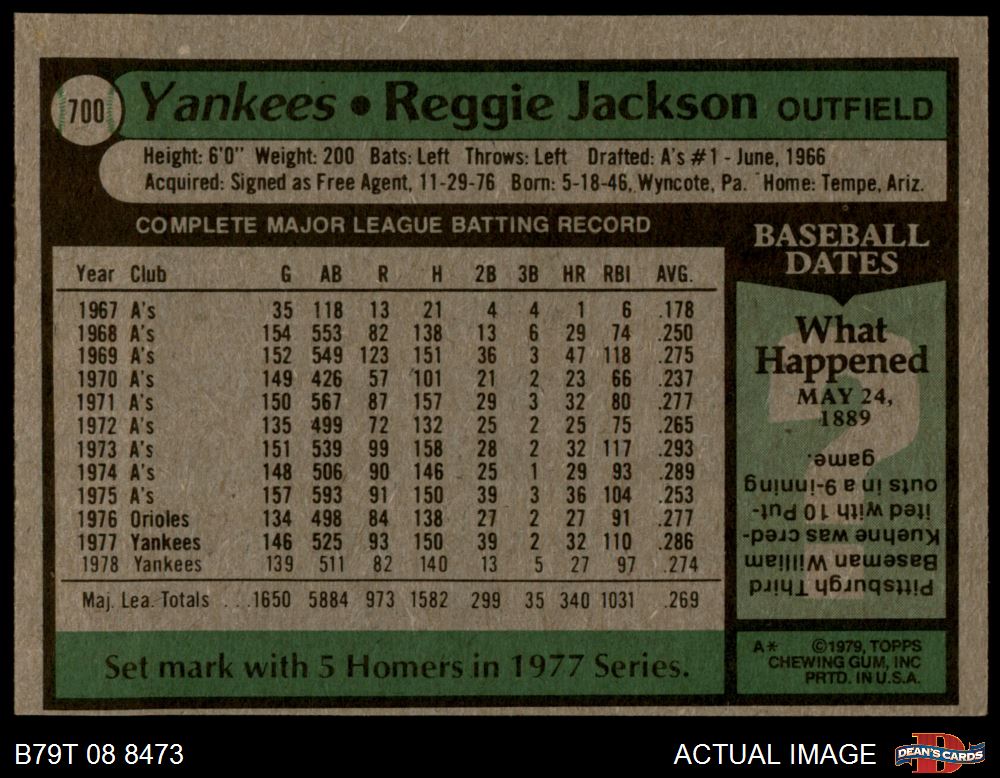 700 Yankees • Reggie Jackson OUTFIELD
Height: 6'0" Weight: 200 Bats: Left Throws: Left Drafted: A's #1 - June, 1966
Acquired: Signed as Free Agent, 11-29-76 Born: 5-18-46, Wyncote, Pa. Home: Tempe, Ariz.
COMPLETE MAJOR LEAGUE BATTING RECORD
Year Club G AB R H 2B 3B HR RBI AVG.
1967 A's 35 118 13 21 4 4 1 6 .178
1968 A's 154 553 82 138 13 6 29 74 .250
1969 A's 152 549 123 151 36 3 47 118 .275
1970 A's 149 426 57 101 21 2 23 66 .237
1971 A's 150 567 87 157 29 3 32 80 .277
1972 A's 135 499 72 132 25 2 25 75 .265
1973 A's 151 539 99 158 28 2 32 117 .293
1974 A's 148 506 90 146 25 1 29 93 .289
1975 A's 157 593 91 150 39 3 36 104 .253
1976 Orioles 134 498 84 138 27 2 27 91 .277
1977 Yankees 146 525 93 150 39 2 32 110 .286
1978 Yankees 139 511 82 140 13 5 27 97 .274
Maj. Lea. Totals ...1650 5884 973 1582 299 35 340 1031 .269
Set mark with 5 Homers in 1977 Series.
BASEBALL
DATES
What
Happened
MAY 24,
1889
?
Pittsburgh Third
Baseman William
Kuehne was cred-
ited with 10 Put-
outs in a 9-inning
game.
A* ©1979, TOPPS
CHEWING GUM, INC
PRTD. IN U.S.A.
B79T 08 8473
ACTUAL IMAGE
DEAN'S CARDS